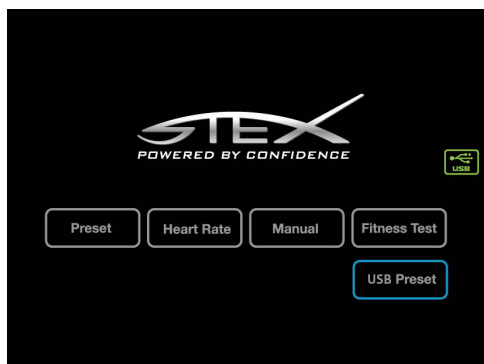 STEX
POWERED BY CONFIDENCE
USB
Preset
Heart Rate
Manual
Fitness Test
USB Preset